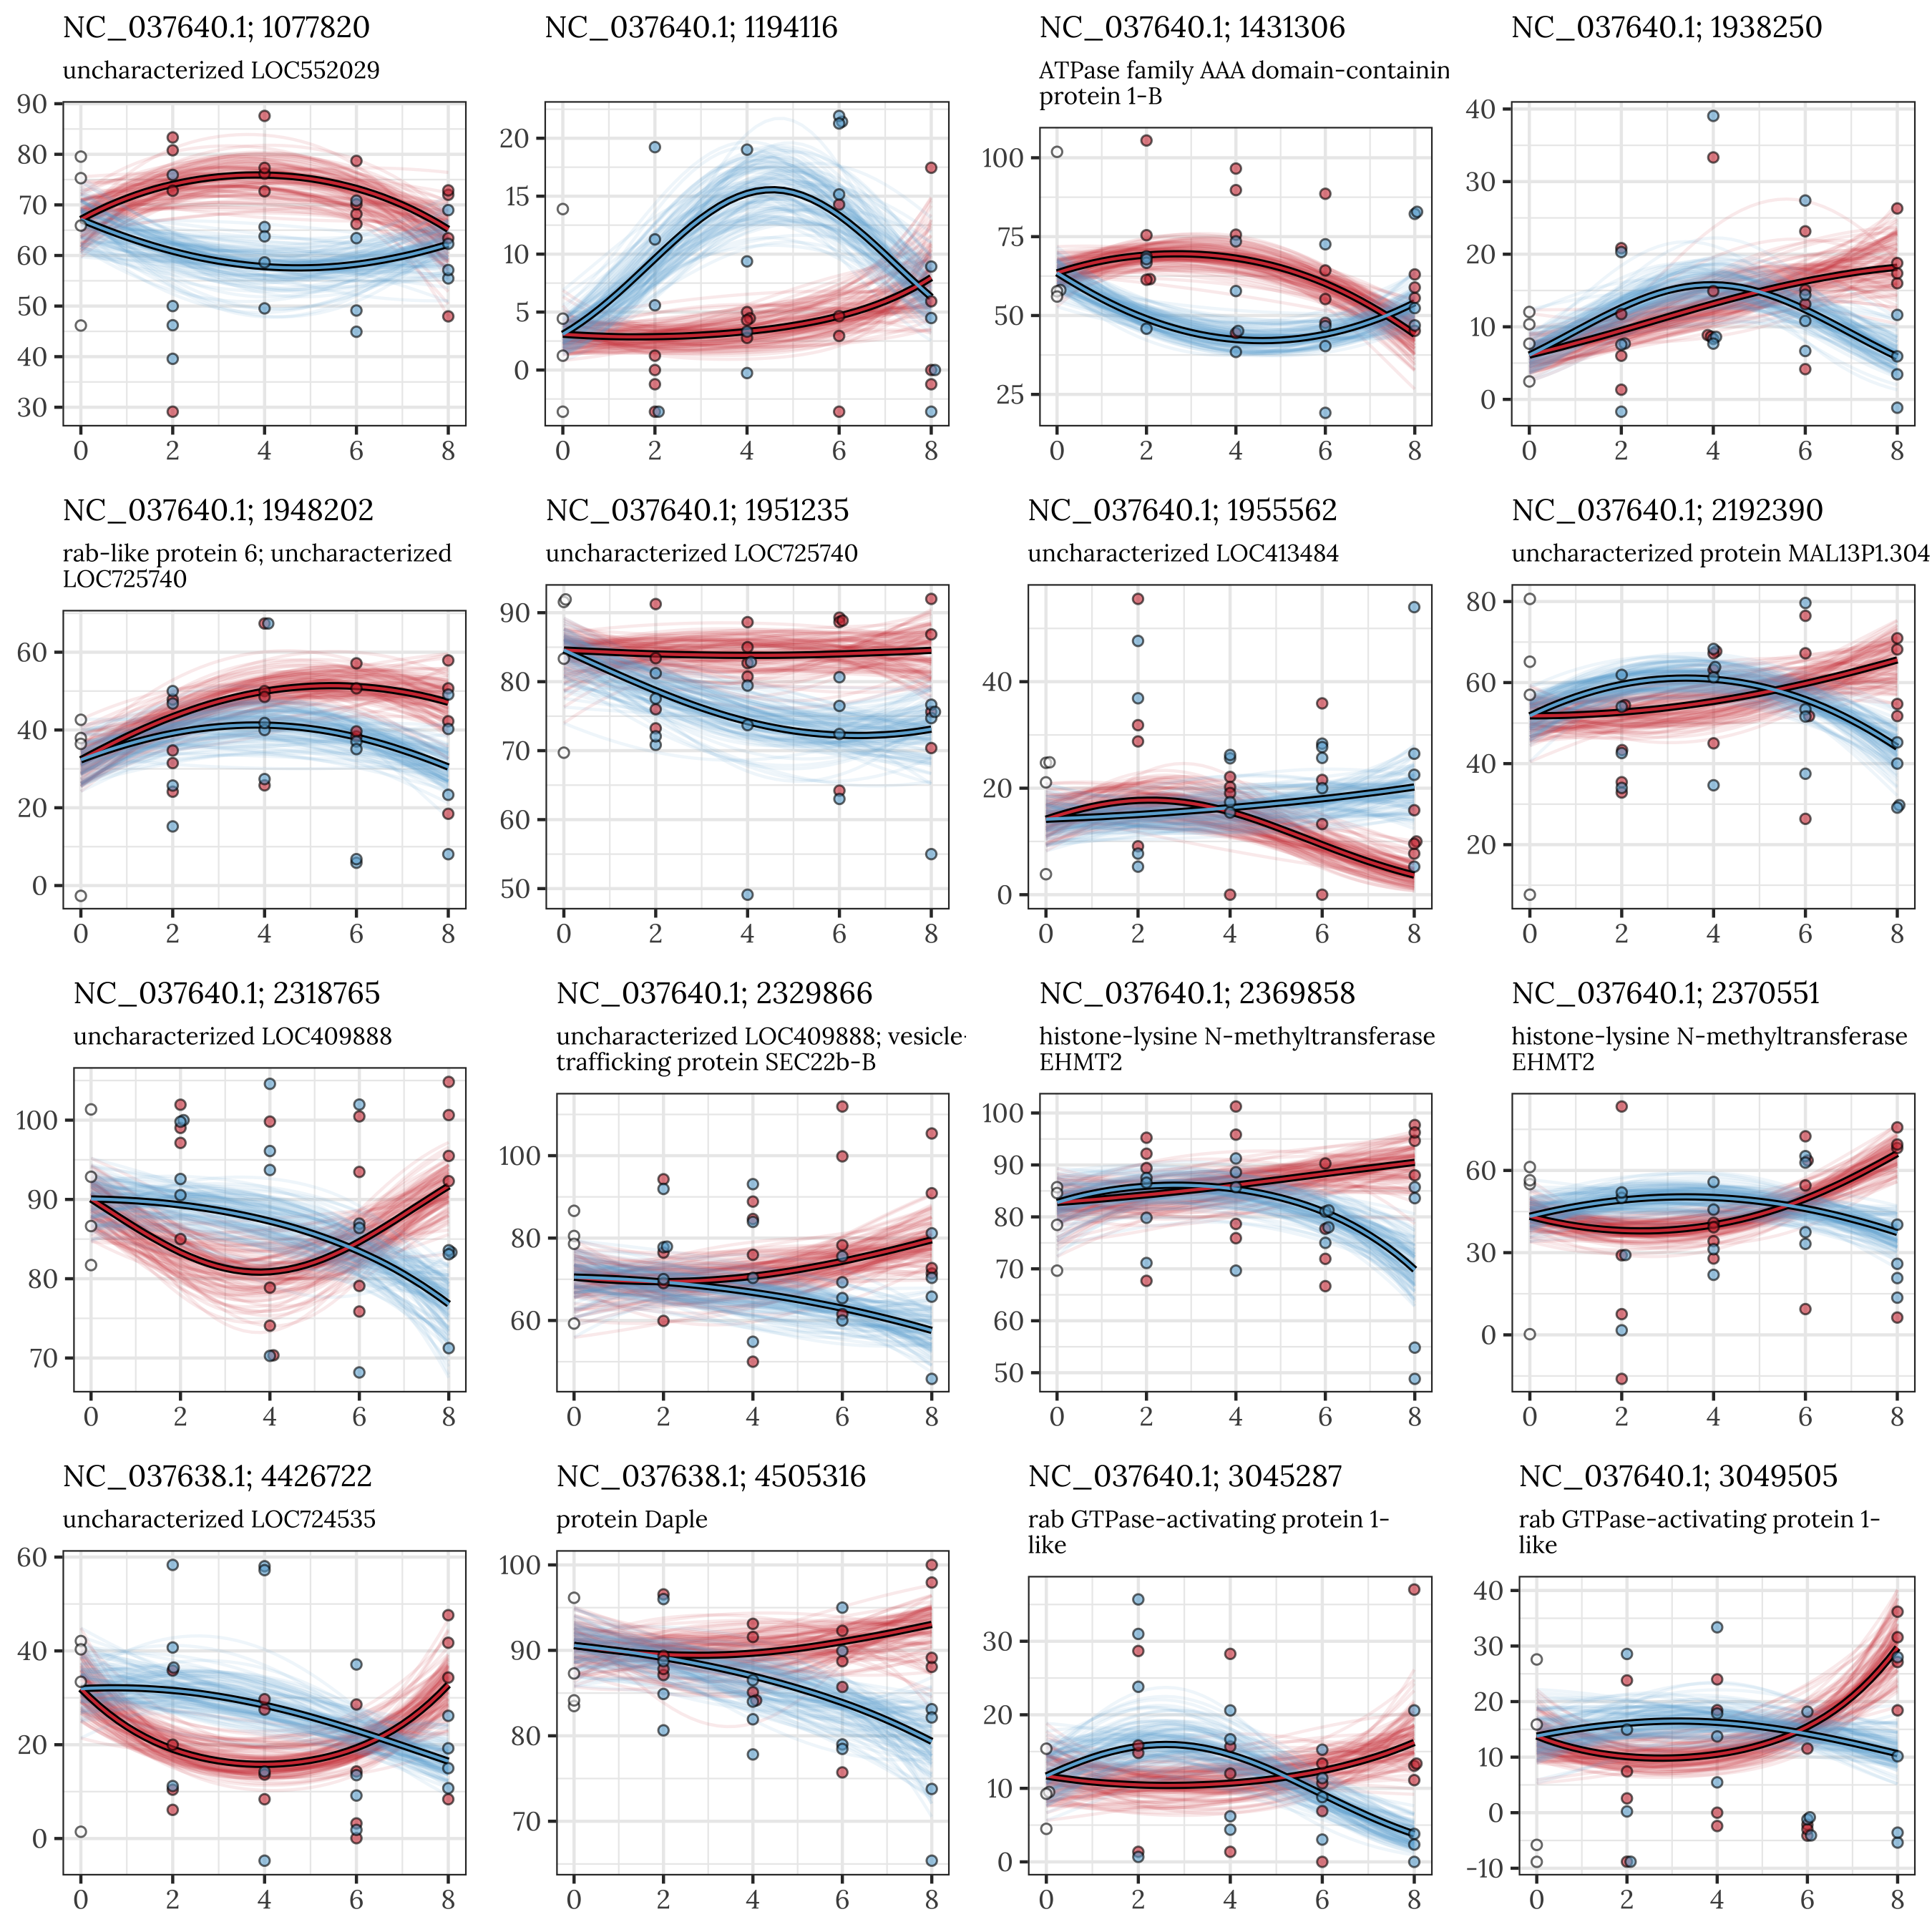 NC_037640.1; 1077820
uncharacterized LOC552029
90
80
70
60
50
40
30
0 2 4 6 8
NC_037640.1; 1194116
20
15
10
5
0
0 2 4 6 8
NC_037640.1; 1431306
ATPase family AAA domain-containin
protein 1-B
100
75
50
25
0 2 4 6 8
NC_037640.1; 1938250
40
30
20
10
0
0 2 4 6 8
NC_037640.1; 1948202
rab-like protein 6; uncharacterized
LOC725740
60
40
20
0
0 2 4 6 8
NC_037640.1; 1951235
uncharacterized LOC725740
90
80
70
60
50
0 2 4 6 8
NC_037640.1; 1955562
uncharacterized LOC413484
40
20
0
0 2 4 6 8
NC_037640.1; 2192390
uncharacterized protein MAL13P1.304
80
60
40
20
0 2 4 6 8
NC_037640.1; 2318765
uncharacterized LOC409888
100
90
80
70
0 2 4 6 8
NC_037640.1; 2329866
uncharacterized LOC409888; vesicle-
trafficking protein SEC22b-B
100
80
60
0 2 4 6 8
NC_037640.1; 2369858
histone-lysine N-methyltransferase
EHMT2
100
90
80
70
60
50
0 2 4 6 8
NC_037640.1; 2370551
histone-lysine N-methyltransferase
EHMT2
60
30
0
0 2 4 6 8
NC_037638.1; 4426722
uncharacterized LOC724535
60
40
20
0
0 2 4 6 8
NC_037638.1; 4505316
protein Daple
100
90
80
70
0 2 4 6 8
NC_037640.1; 3045287
rab GTPase-activating protein 1-
like
30
20
10
0
0 2 4 6 8
NC_037640.1; 3049505
rab GTPase-activating protein 1-
like
40
30
20
10
0
-10
0 2 4 6 8